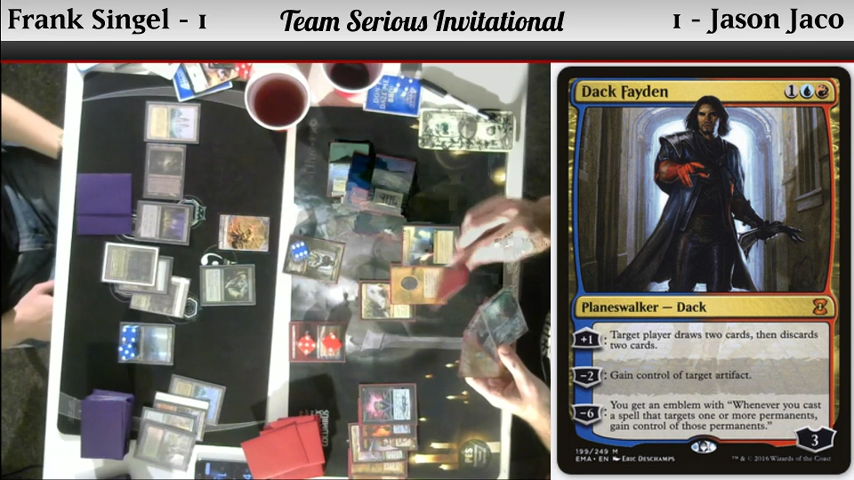 Frank Singel - 1
Team Serious Invitational
1 - Jason Jaco
Dack Fayden
1
Planeswalker — Dack
+1: Target player draws two cards, then discards
two cards.
-2: Gain control of target artifact.
-6: You get an emblem with “Whenever you cast
a spell that targets one or more permanents,
gain control of those permanents.”
3
199/249 M
EMA • EN ERIC DESCHAMPS
™ & © 2016 Wizards of the Coast